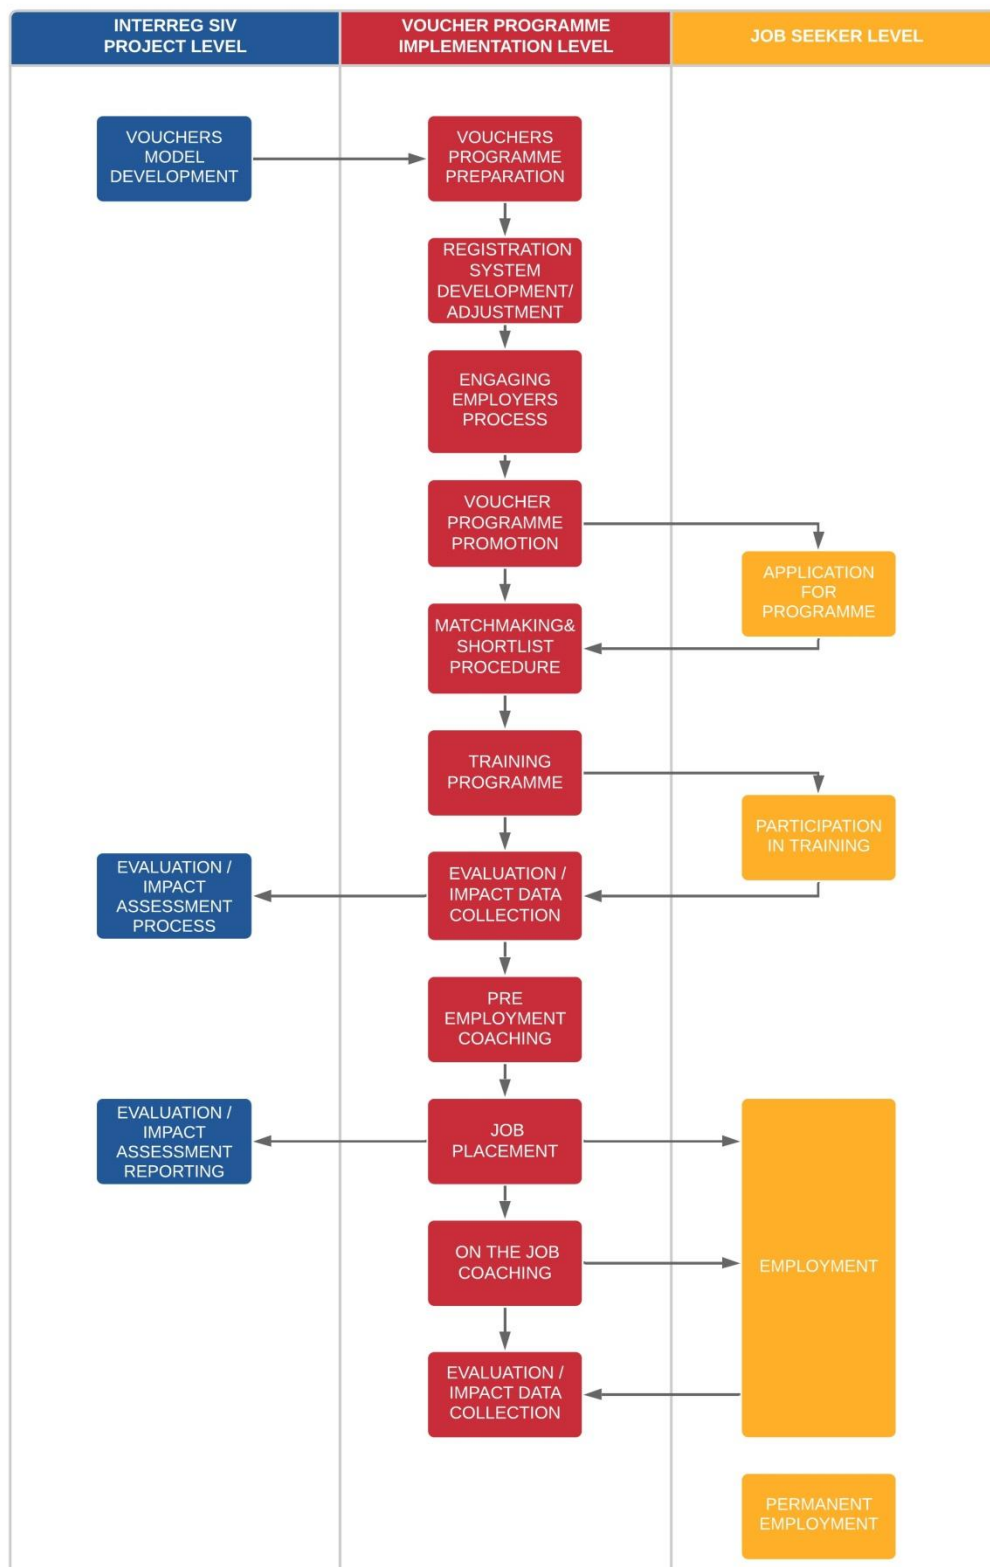 INTERREG SIV
PROJECT LEVEL
VOUCHER PROGRAMME
IMPLEMENTATION LEVEL
JOB SEEKER LEVEL
VOUCHERS
MODEL
DEVELOPMENT
VOUCHERS
PROGRAMME
PREPARATION
REGISTRATION
SYSTEM
DEVELOPMENT/
ADJUSTMENT
ENGAGING
EMPLOYERS
PROCESS
VOUCHER
PROGRAMME
PROMOTION
APPLICATION
FOR
PROGRAMME
MATCHMAKING&
SHORTLIST
PROCEDURE
TRAINING
PROGRAMME
PARTICIPATION
IN TRAINING
EVALUATION /
IMPACT
ASSESSMENT
PROCESS
EVALUATION /
IMPACT DATA
COLLECTION
PRE
EMPLOYMENT
COACHING
EVALUATION /
IMPACT
ASSESSMENT
REPORTING
JOB
PLACEMENT
ON THE JOB
COACHING
EMPLOYMENT
EVALUATION /
IMPACT DATA
COLLECTION
PERMANENT
EMPLOYMENT